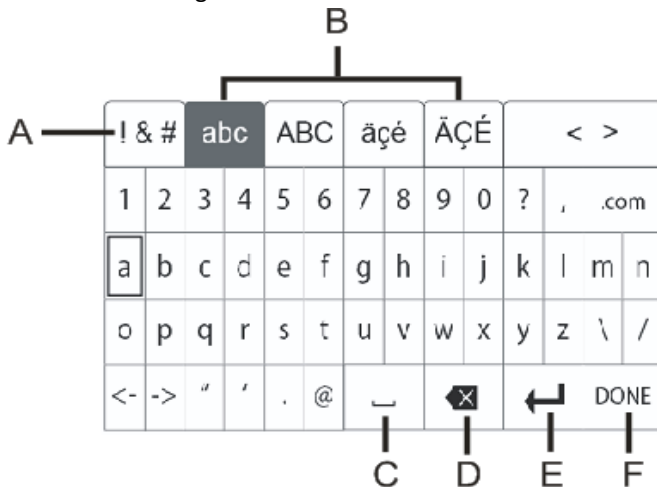 B
A ! & # abc ABC äçé ÄÇÉ < >
1 2 3 4 5 6 7 8 9 0 ? , .com
a b c d e f g h i j k l m n
o p q r s t u v w x y z \ /
<- -> " ' . @ DONE
C D E F